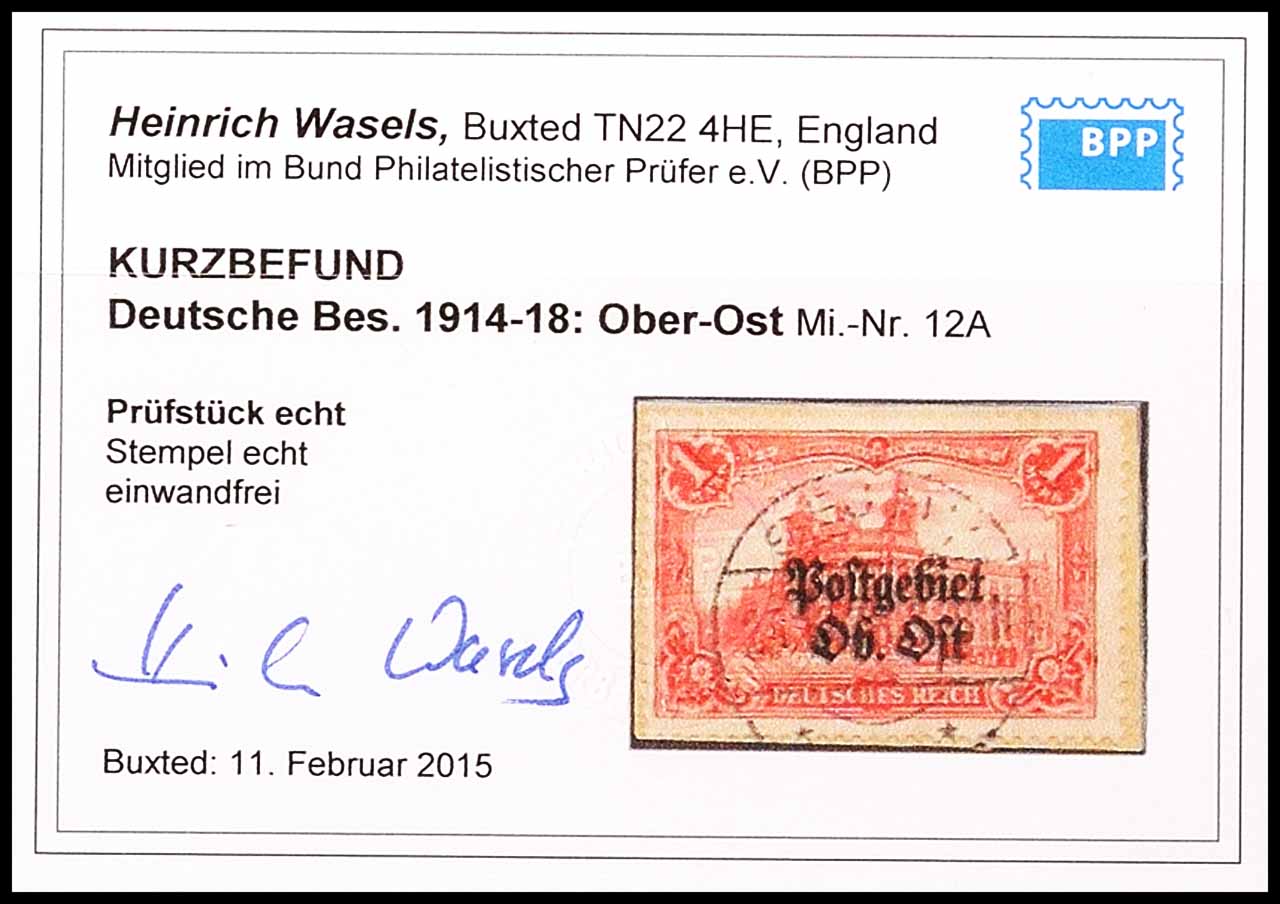 Heinrich Wasels, Buxted TN22 4HE, England
Mitglied im Bund Philatelistischer Prüfer e.V. (BPP)
BPP
KURZBEFUND
Deutsche Bes. 1914-18: Ober-Ost Mi.-Nr. 12A
Prüfstück echt
Stempel echt
einwandfrei
Postgebiet
Ob. Ost
DEUTSCHES REICH
Wasels
Buxted: 11. Februar 2015